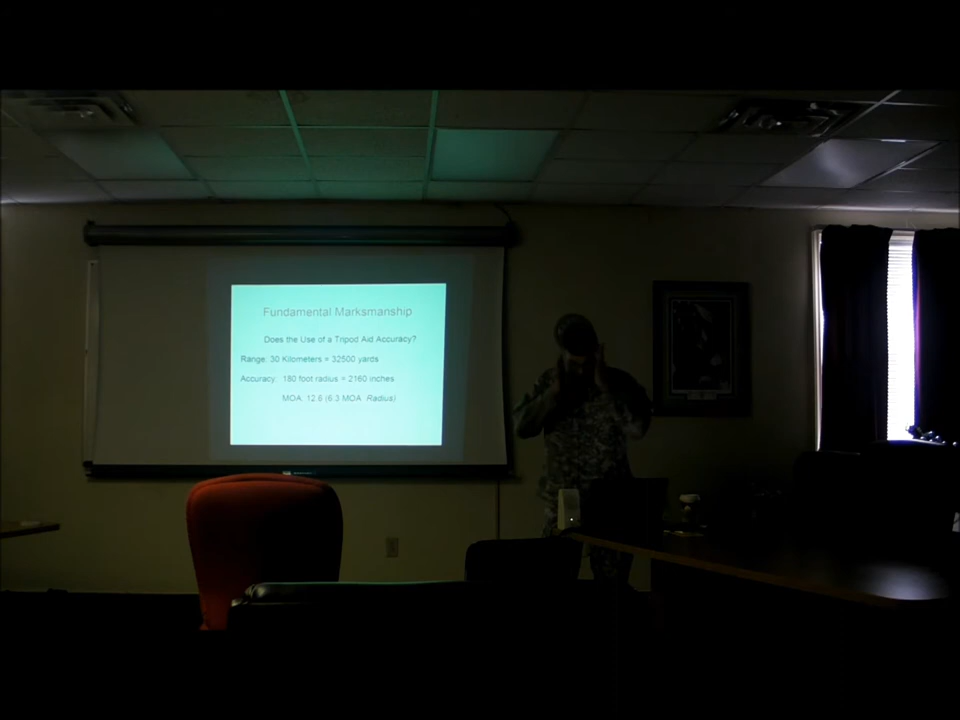 Fundamental Marksmanship
Does the Use of a Tripod Aid Accuracy?
Range: 30 Kilometers = 32500 yards
Accuracy: 180 foot radius = 2160 inches
MOA: 12.6 (6.3 MOA Radius)